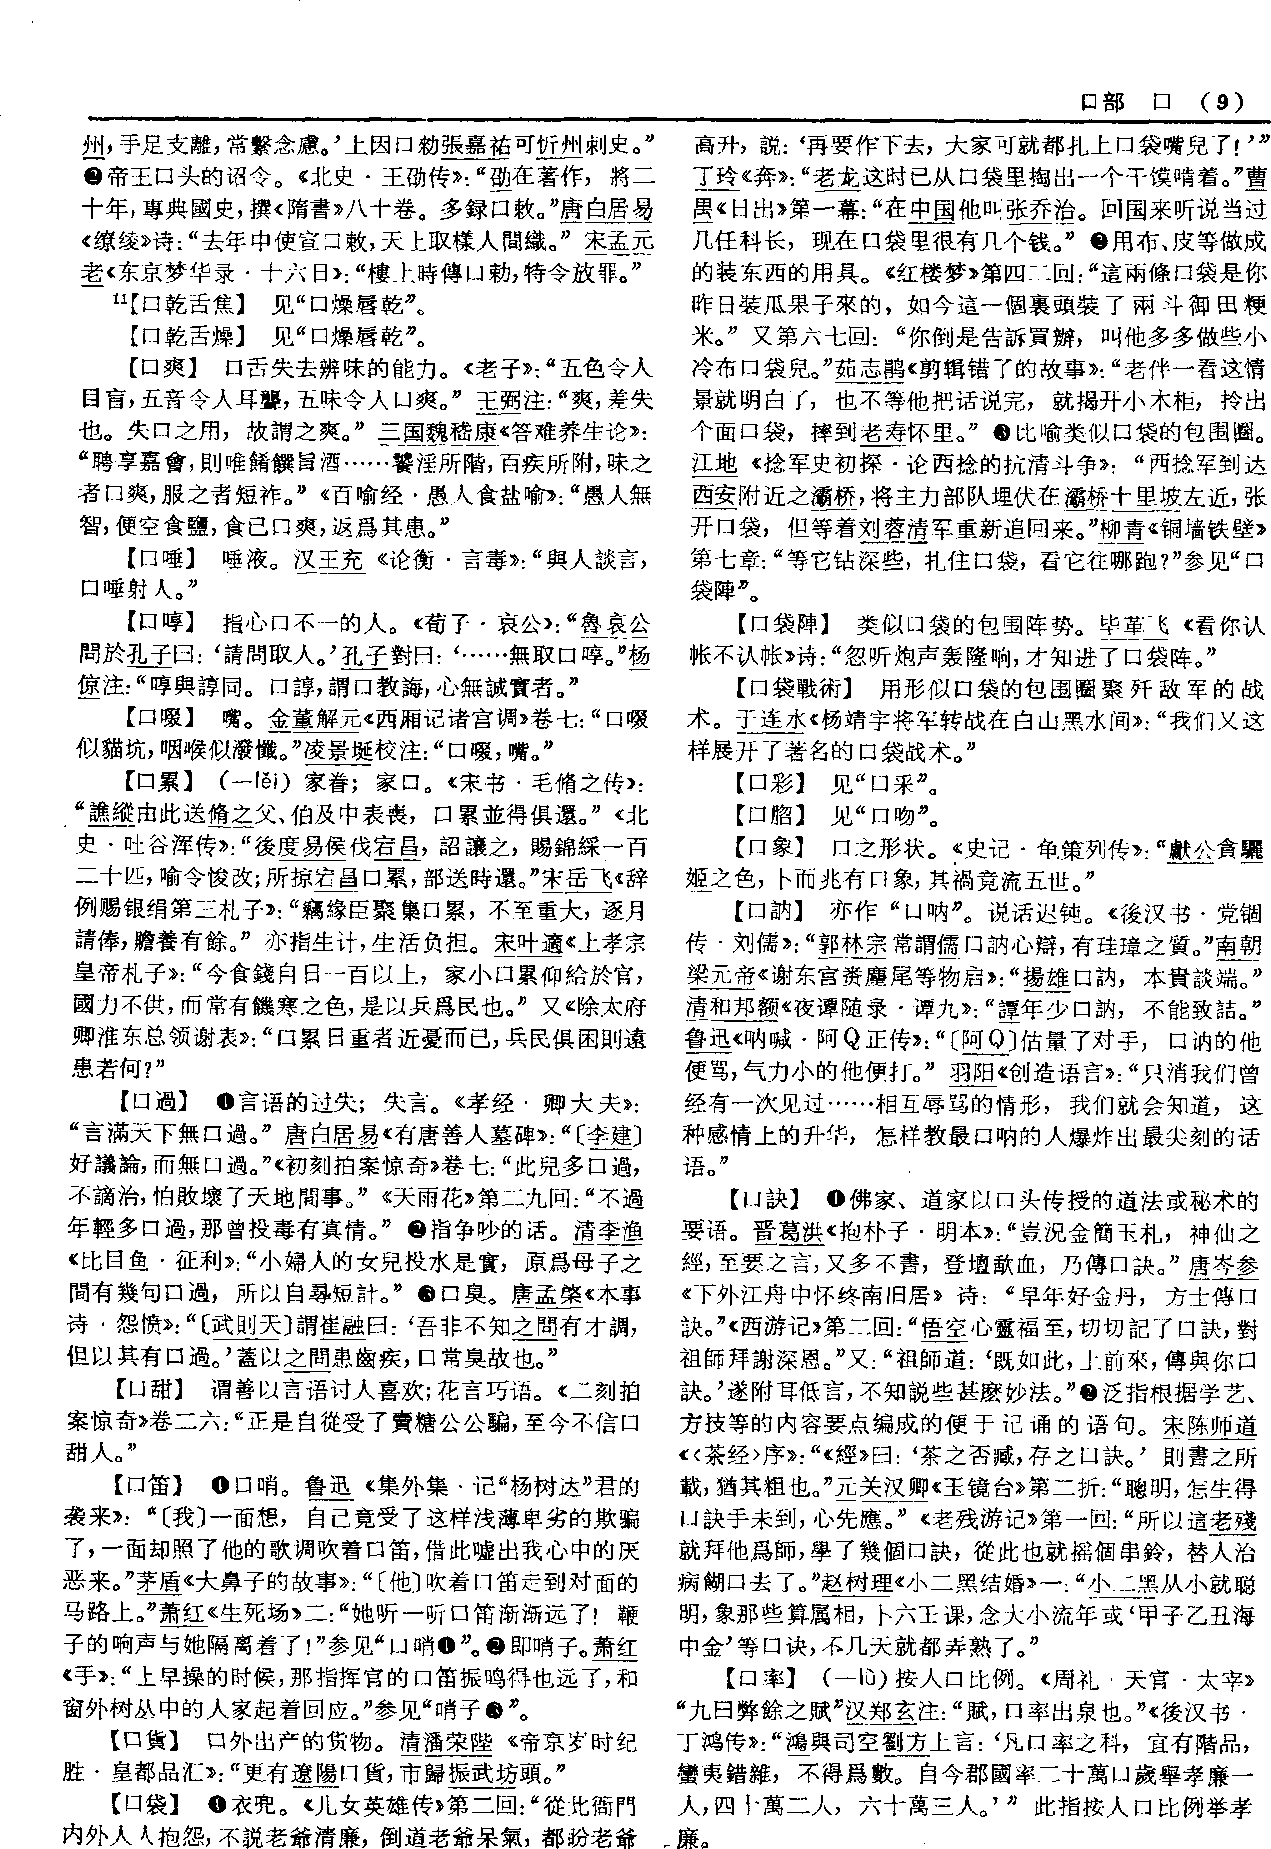 口部　口　（9）
州，手足支離，常繫念慮。’上因口勑張嘉祐可忻州刺史。”
❷帝王口头的诏令。《北史·王劭传》：“劭在著作，將二
十年，專典國史，撰《隋書》八十卷。多録口敕。”唐白居易
《缭绫》诗：“去年中使宣口敕，天上取樣人間織。” 宋孟元
老《东京梦华录·十六日》：“樓上時傳口勑，特令放罪。”
11【口乾舌焦】　见“口燥唇乾”。
【口乾舌燥】　见“口燥唇乾”。
【口爽】　口舌失去辨味的能力。《老子》：“五色令人
目盲，五音令人耳聾，五味令人口爽。” 王弼注：“爽，差失
也。失口之用，故謂之爽。” 三国魏嵇康《答难养生论》：
“聘享嘉會，則唯餚饌旨酒……饕淫所階，百疾所附，味之
者口爽，服之者短祚。”《百喻经·愚人食盐喻》：“愚人無
智，便空食鹽，食已口爽，返爲其患。”
【口唾】　唾液。汉王充《论衡·言毒》：“與人談言，
口唾射人。”
【口啍】　指心口不一的人。《荀子·哀公》：“魯哀公
問於孔子曰：‘請問取人。’孔子對曰：‘……無取口啍。”杨
倞注：“啍與諄同。口諄，謂口教誨，心無誠實者。”
【口啜】　嘴。金董解元《西厢记诸宫调》卷七：“口啜
似貓坑，咽喉似潑懺。”凌景埏校注：“口啜，嘴。”
【口累】（—lěi）家眷；家口。《宋书·毛脩之传》：
“譙縱由此送脩之父、伯及中表喪，口累並得俱還。”《北
史·吐谷浑传》：“後度易侯伐宕昌，詔讓之，賜錦綵一百
二十匹，喻令悛改；所掠宕昌口累，部送時還。”宋岳飞《辞
例赐银绢第三札子》：“竊緣臣聚集口累，不至重大，逐月
請俸，贍養有餘。” 亦指生计，生活负担。宋叶適《上孝宗
皇帝札子》：“今食錢自日一百以上，家小口累仰給於官，
國力不供，而常有饑寒之色，是以兵爲民也。” 又《除太府
卿淮东总领谢表》：“口累日重者近憂而已，兵民俱困則遠
患若何？”
【口過】　❶言语的过失；失言。《孝经·卿大夫》：
“言滿天下無口過。” 唐白居易《有唐善人墓碑》：“〔李建〕
好議論，而無口過。”《初刻拍案惊奇》卷七：“此兒多口過，
不謫治，怕敗壞了天地間事。”《天雨花》第二九回：“不過
年輕多口過，那曾投毒有真情。” ❷指争吵的话。清李渔
《比目鱼·征利》：“小婦人的女兒投水是實，原爲母子之
間有幾句口過，所以自尋短計。” ❸口臭。唐孟棨《本事
诗·怨愤》：“〔武則天〕謂崔融曰：‘吾非不知之問有才調，
但以其有口過。’蓋以之問患齒疾，口常臭故也。”
【口甜】　谓善以言语讨人喜欢；花言巧语。《二刻拍
案惊奇》卷二六：“正是自從受了賣糖公公騙，至今不信口
甜人。”
【口笛】　❶口哨。鲁迅《集外集·记“杨树达”君的
袭来》：“〔我〕一面想，自己竟受了这样浅薄卑劣的欺骗
了，一面却照了他的歌调吹着口笛，借此嘘出我心中的厌
恶来。”茅盾《大鼻子的故事》：“〔他〕吹着口笛走到对面的
马路上。”萧红《生死场》二：“她听一听口笛渐渐远了！鞭
子的响声与她隔离着了！”参见“口哨❶”。❷即哨子。萧红
《手》：“上早操的时候，那指挥官的口笛振鸣得也远了，和
窗外树丛中的人家起着回应。”参见“哨子❸”。
【口貨】　口外出产的货物。清潘荣陛《帝京岁时纪
胜·皇都品汇》：“更有遼陽口貨，市歸振武坊頭。”
【口袋】　❶衣兜。《儿女英雄传》第二回：“從此衙門
内外人人抱怨，不説老爺清廉，倒道老爺呆氣，都盼老爺
高升，説：‘再要作下去，大家可就都扎上口袋嘴兒了！’”
丁玲《奔》：“老龙这时已从口袋里掏出一个干馍啃着。”曹
禺《日出》第一幕：“在中国他叫张乔治。回国来听说当过
几任科长，现在口袋里很有几个钱。” ❷用布、皮等做成
的装东西的用具。《红楼梦》第四二回：“這兩條口袋是你
昨日裝瓜果子來的，如今這一個裏頭裝了兩斗御田粳
米。” 又第六七回：“你倒是告訴買辦，叫他多多做些小
冷布口袋兒。”茹志鹃《剪辑错了的故事》：“老伴一看这情
景就明白了，也不等他把话说完，就揭开小木柜，拎出
个面口袋，摔到老寿怀里。” ❸比喻类似口袋的包围圈。
江地《捻军史初探·论西捻的抗清斗争》：“西捻军到达
西安附近之灞桥，将主力部队埋伏在灞桥十里坡左近，张
开口袋，但等着刘蓉清军重新追回来。”柳青《铜墙铁壁》
第七章：“等它钻深些，扎住口袋，看它往哪跑？”参见“口
袋陣”。
【口袋陣】　类似口袋的包围阵势。毕革飞《看你认
帐不认帐》诗：“忽听炮声轰隆响，才知进了口袋阵。”
【口袋戰術】　用形似口袋的包围圈聚歼敌军的战
术。于连水《杨靖宇将军转战在白山黑水间》：“我们又这
样展开了著名的口袋战术。”
【口彩】　见“口采”。
【口脗】　见“口吻”。
【口象】　口之形状。《史记·龟策列传》：“獻公貪驪
姬之色，卜而兆有口象，其禍竟流五世。”
【口訥】　亦作“口呐”。说话迟钝。《後汉书·党锢
传·刘儒》：“郭林宗常謂儒口訥心辯，有珪璋之質。”南朝
梁元帝《谢东宫赉麈尾等物启》：“揚雄口訥，本貴談端。”
清和邦额《夜谭随录·谭九》：“譚年少口訥，不能致詰。”
鲁迅《呐喊·阿Q正传》：“〔阿Q〕估量了对手，口讷的他
便骂，气力小的他便打。” 羽阳《创造语言》：“只消我们曾
经有一次见过……相互辱骂的情形，我们就会知道，这
种感情上的升华，怎样教最口呐的人爆炸出最尖刻的话
语。”
【口訣】　❶佛家、道家以口头传授的道法或秘术的
要语。晋葛洪《抱朴子·明本》：“豈況金簡玉札，神仙之
經，至要之言，又多不書，登壇歃血，乃傳口訣。” 唐岑参
《下外江舟中怀终南旧居》诗：“早年好金丹，方士傳口
訣。”《西游记》第二回：“悟空心靈福至，切切記了口訣，對
祖師拜謝深恩。”又：“祖師道：‘既如此，上前來，傳與你口
訣。’遂附耳低言，不知説些甚麽妙法。”❷泛指根据学艺、
方技等的内容要点编成的便于记诵的语句。宋陈师道
《〈茶经〉序》：“《經》曰：‘茶之否臧，存之口訣。’則書之所
載，猶其粗也。”元关汉卿《玉镜台》第二折：“聰明，怎生得
口訣手未到，心先應。”《老残游记》第一回：“所以這老殘
就拜他爲師，學了幾個口訣，從此也就摇個串鈴，替人治
病餬口去了。”赵树理《小二黑结婚》一：“小二黑从小就聪
明，象那些算属相，卜六壬课，念大小流年或‘甲子乙丑海
中金’等口诀，不几天就都弄熟了。”
【口率】（—lǜ）按人口比例。《周礼·天官·太宰》
“九曰弊餘之賦”汉郑玄注：“賦，口率出泉也。”《後汉书·
丁鸿传》：“鴻與司空劉方上言：‘凡口率之科，宜有階品，
蠻夷錯雜，不得爲數。自今郡國率二十萬口歲舉孝廉一
人，四十萬二人，六十萬三人。’” 此指按人口比例举孝
廉。